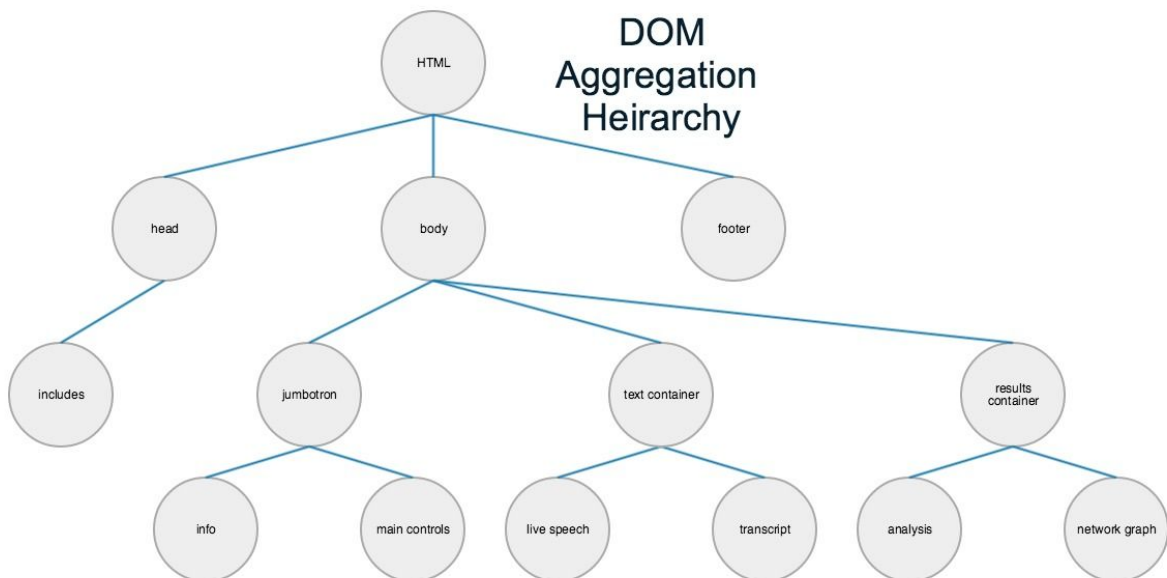 DOM
Aggregation
Heirarchy
HTML
head
body
footer
includes
jumbotron
text container
results
container
info
main controls
live speech
transcript
analysis
network graph